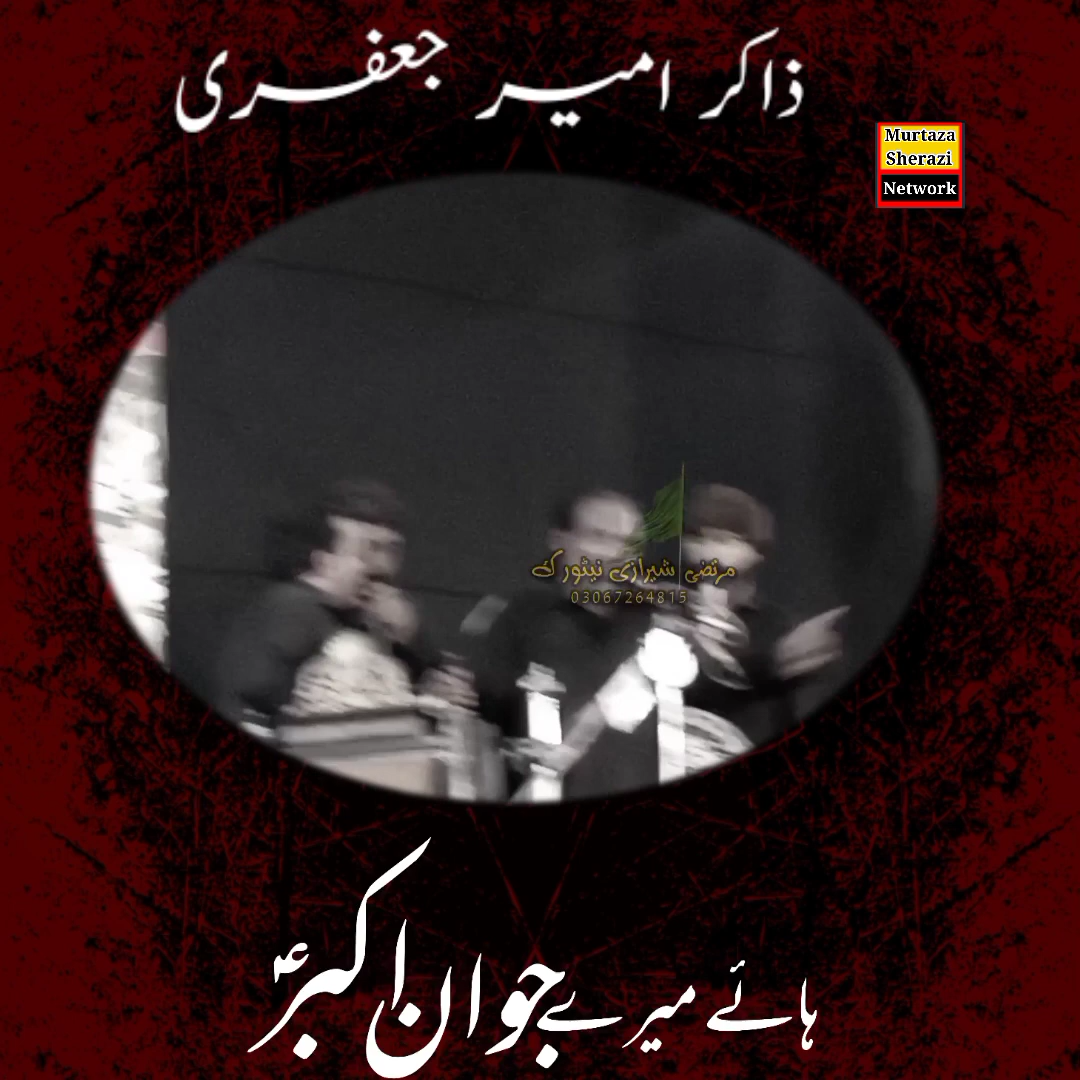 ذاکر امیر جعفری
Murtaza
Sherazi
Network
مرتضی شیرازی نیٹورک
03067264815
ہائے میرے جوان اکبرؑ